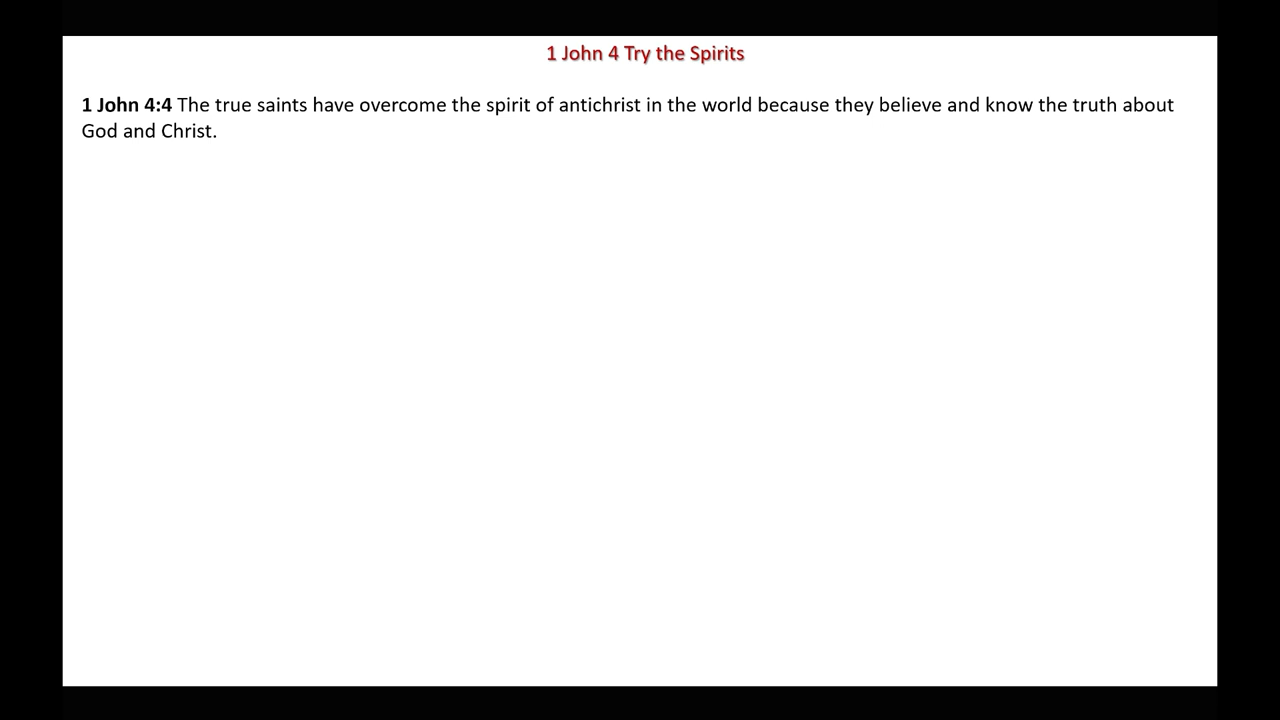 1 John 4 Try the Spirits
1 John 4:4 The true saints have overcome the spirit of antichrist in the world because they believe and know the truth about
God and Christ.